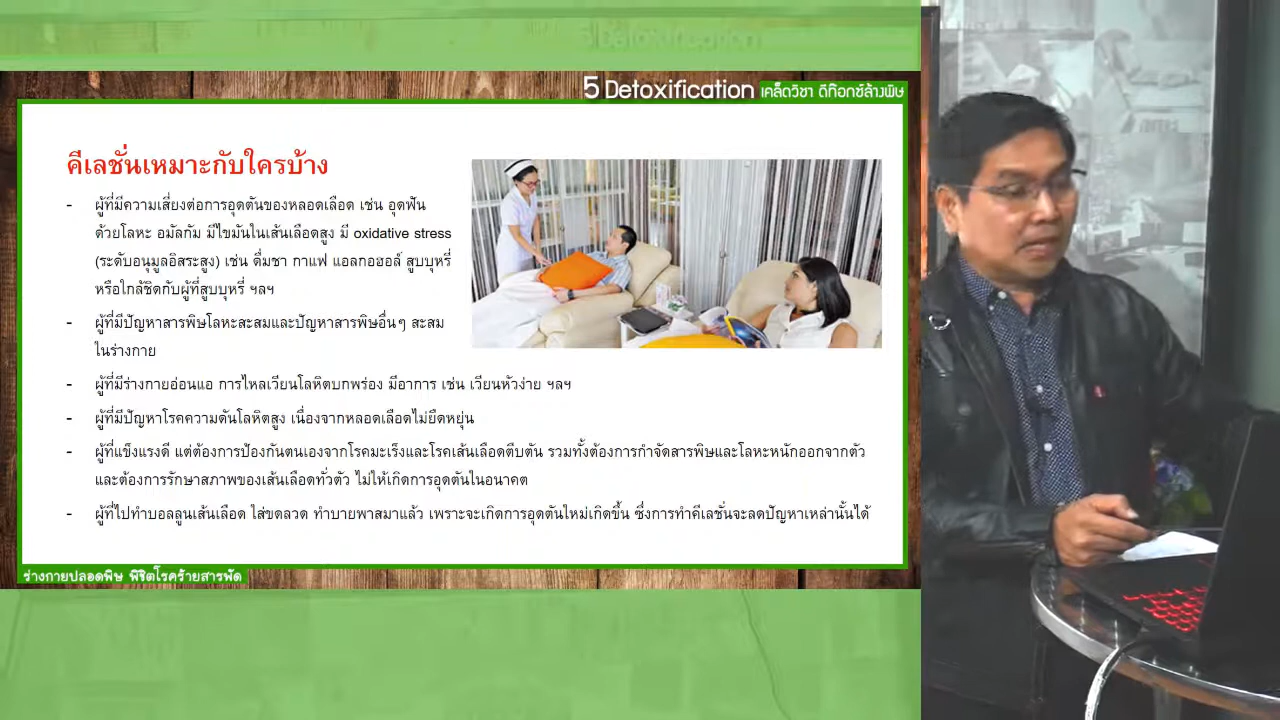 5 Detoxification เคล็ดวิชา ดีท๊อกซ์ล้างพิษ
คีเลชั่นเหมาะกับใครบ้าง
- ผู้ที่มีความเสี่ยงต่อการอุดตันของหลอดเลือด เช่น อุดฟัน
ด้วยโลหะ อมัลกัม มีไขมันในเส้นเลือดสูง มี oxidative stress
(ระดับอนุมูลอิสระสูง) เช่น ดื่มชา กาแฟ แอลกอฮอล์ สูบบุหรี่
หรือใกล้ชิดกับผู้ที่สูบบุหรี่ ฯลฯ
- ผู้ที่มีปัญหาสารพิษโลหะสะสมและปัญหาสารพิษอื่นๆ สะสม
ในร่างกาย
- ผู้ที่มีร่างกายอ่อนแอ การไหลเวียนโลหิตบกพร่อง มีอาการ เช่น เวียนหัวง่าย ฯลฯ
- ผู้ที่มีปัญหาโรคความดันโลหิตสูง เนื่องจากหลอดเลือดไม่ยืดหยุ่น
- ผู้ที่แข็งแรงดี แต่ต้องการป้องกันตนเองจากโรคมะเร็งและโรคเส้นเลือดตีบตัน รวมทั้งต้องการกำจัดสารพิษและโลหะหนักออกจากตัว
และต้องการรักษาสภาพของเส้นเลือดทั่วตัว ไม่ให้เกิดการอุดตันในอนาคต
- ผู้ที่ไปทำบอลลูนเส้นเลือด ใส่ขดลวด ทำบายพาสมาแล้ว เพราะจะเกิดการอุดตันใหม่เกิดขึ้น ซึ่งการทำคีเลชั่นจะลดปัญหาเหล่านั้นได้
ร่างกายปลอดพิษ พิชิตโรคร้ายสารพัด